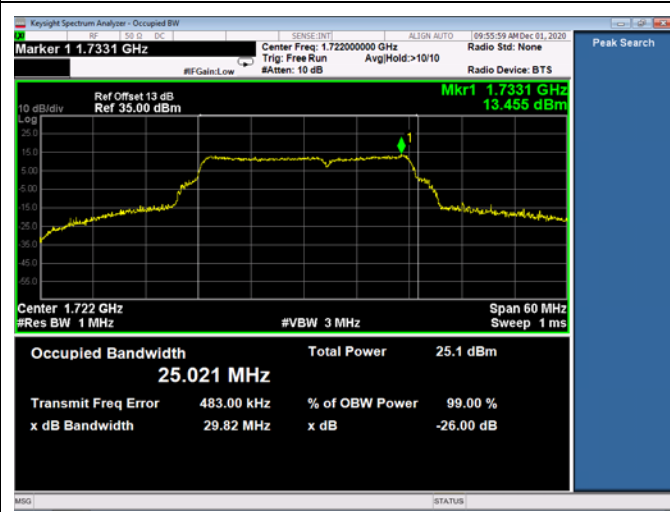 Keysight Spectrum Analyzer - Occupied BW
RF 50 Ω DC SENSE:INT ALIGN AUTO 09:55:59 AM Dec 01, 2020
Marker 1 1.7331 GHz Center Freq: 1.722000000 GHz Radio Std: None Peak Search
Trig: Free Run Avg|Hold:>10/10
#IFGain:Low #Atten: 10 dB Radio Device: BTS
Ref Offset 13 dB Mkr1 1.7331 GHz
10 dB/div Ref 35.00 dBm 13.455 dBm
Log
25.0
1
15.0
5.00
-5.00
-15.0
-25.0
-35.0
-45.0
-55.0
Center 1.722 GHz Span 60 MHz
#Res BW 1 MHz #VBW 3 MHz Sweep 1 ms
Occupied Bandwidth Total Power 25.1 dBm
25.021 MHz
Transmit Freq Error 483.00 kHz % of OBW Power 99.00 %
x dB Bandwidth 29.82 MHz x dB -26.00 dB
MSG STATUS